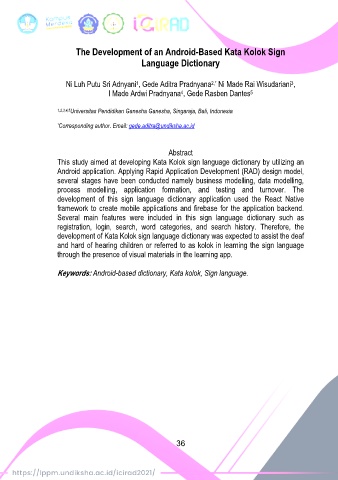 Kampus
Merdeka
iCIRAD
The Development of an Android-Based Kata Kolok Sign
Language Dictionary
Ni Luh Putu Sri Adnyani¹, Gede Aditra Pradnyana²,* Ni Made Rai Wisudariani³,
I Made Ardwi Pradnyana⁴, Gede Rasben Dantes⁵
1,2,3,4,5Universitas Pendidikan Ganesha Ganesha, Singaraja, Bali, Indonesia
*Corresponding author. Email: gede.aditra@undiksha.ac.id
Abstract
This study aimed at developing Kata Kolok sign language dictionary by utilizing an
Android application. Applying Rapid Application Development (RAD) design model,
several stages have been conducted namely business modelling, data modelling,
process modelling, application formation, and testing and turnover. The
development of this sign language dictionary application used the React Native
framework to create mobile applications and firebase for the application backend.
Several main features were included in this sign language dictionary such as
registration, login, search, word categories, and search history. Therefore, the
development of Kata Kolok sign language dictionary was expected to assist the deaf
and hard of hearing children or referred to as kolok in learning the sign language
through the presence of visual materials in the learning app.
Keywords: Android-based dictionary, Kata kolok, Sign language.
36
https://lppm.undiksha.ac.id/icirad2021/